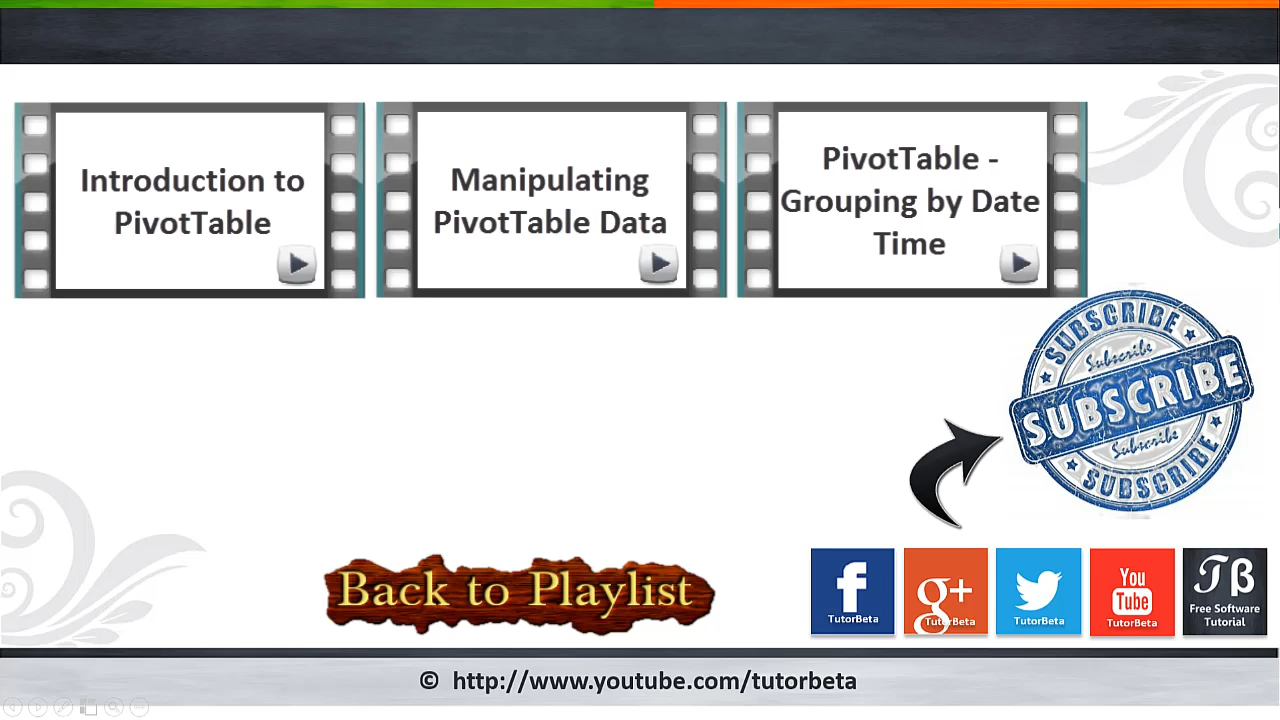 Introduction to
PivotTable
Manipulating
PivotTable Data
PivotTable -
Grouping by Date
Time
SUBSCRIBE
Subscribe
SUBSCRIBE
Subscribe
SUBSCRIBE
Back to Playlist
f
TutorBeta
g+
TutorBeta
TutorBeta
You
Tube
TutorBeta
TB
Free Software
Tutorial
© http://www.youtube.com/tutorbeta